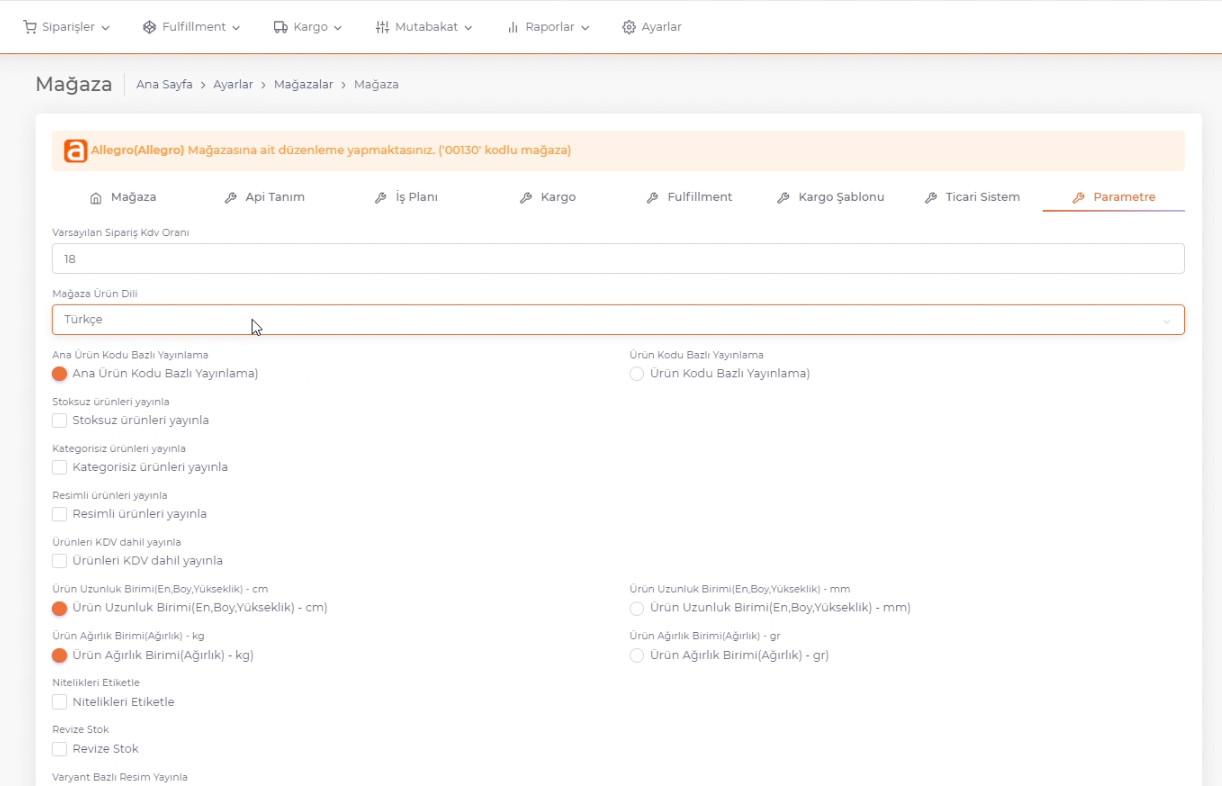 Siparişler Fulfillment Kargo Mutabakat Raporlar Ayarlar
Mağaza Ana Sayfa > Ayarlar > Mağazalar > Mağaza
a Allegro(Allegro) Mağazasına ait düzenleme yapmaktasınız. ('00130' kodlu mağaza)
Mağaza Api Tanım İş Planı Kargo Fulfillment Kargo Şablonu Ticari Sistem Parametre
Varsayılan Sipariş Kdv Oranı
18
Mağaza Ürün Dili
Türkçe
Ana Ürün Kodu Bazlı Yayınlama Ürün Kodu Bazlı Yayınlama
Ana Ürün Kodu Bazlı Yayınlama) Ürün Kodu Bazlı Yayınlama)
Stoksuz ürünleri yayınla
Stoksuz ürünleri yayınla
Kategorisiz ürünleri yayınla
Kategorisiz ürünleri yayınla
Resimli ürünleri yayınla
Resimli ürünleri yayınla
Ürünleri KDV dahil yayınla
Ürünleri KDV dahil yayınla
Ürün Uzunluk Birimi(En,Boy,Yükseklik) - cm Ürün Uzunluk Birimi(En,Boy,Yükseklik) - mm
Ürün Uzunluk Birimi(En,Boy,Yükseklik) - cm) Ürün Uzunluk Birimi(En,Boy,Yükseklik) - mm)
Ürün Ağırlık Birimi(Ağırlık) - kg Ürün Ağırlık Birimi(Ağırlık) - gr
Ürün Ağırlık Birimi(Ağırlık) - kg) Ürün Ağırlık Birimi(Ağırlık) - gr)
Nitelikleri Etiketle
Nitelikleri Etiketle
Revize Stok
Revize Stok
Varyant Bazlı Resim Yayınla